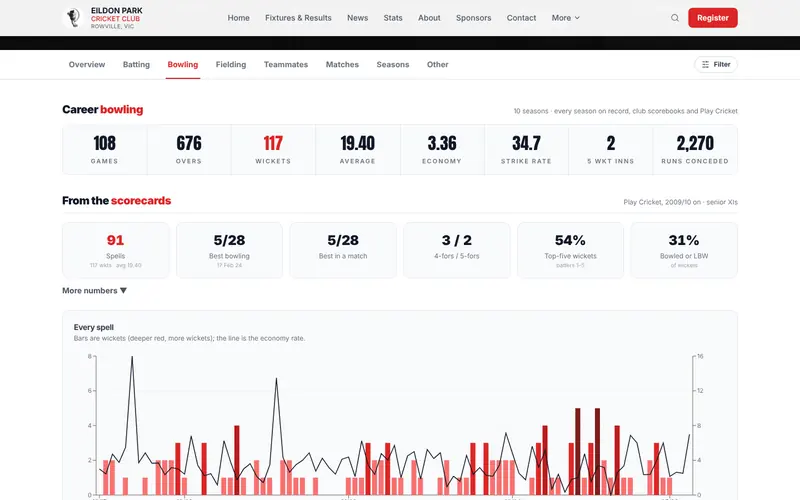 EILDON PARK
CRICKET CLUB
ROWVILLE, VIC
Home Fixtures & Results News Stats About Sponsors Contact More
Register
Overview Batting Bowling Fielding Teammates Matches Seasons Other
Filter
Career bowling
10 seasons · every season on record, club scorebooks and Play Cricket
108 676 117 19.40 3.36 34.7 2 2,270
GAMES OVERS WICKETS AVERAGE ECONOMY STRIKE RATE 5 WKT INNS RUNS CONCEDED
From the scorecards
Play Cricket, 2009/10 on · senior XIs
91 5/28 5/28 3 / 2 54% 31%
Spells Best bowling Best in a match 4-fors / 5-fors Top-five wickets Bowled or LBW
117 wkts · avg 19.40 17 Feb 24 batters 1-5 of wickets
More numbers ▼
Every spell
Bars are wickets (deeper red, more wickets); the line is the economy rate.
8 16
6 12
4 8
2 4
0 0